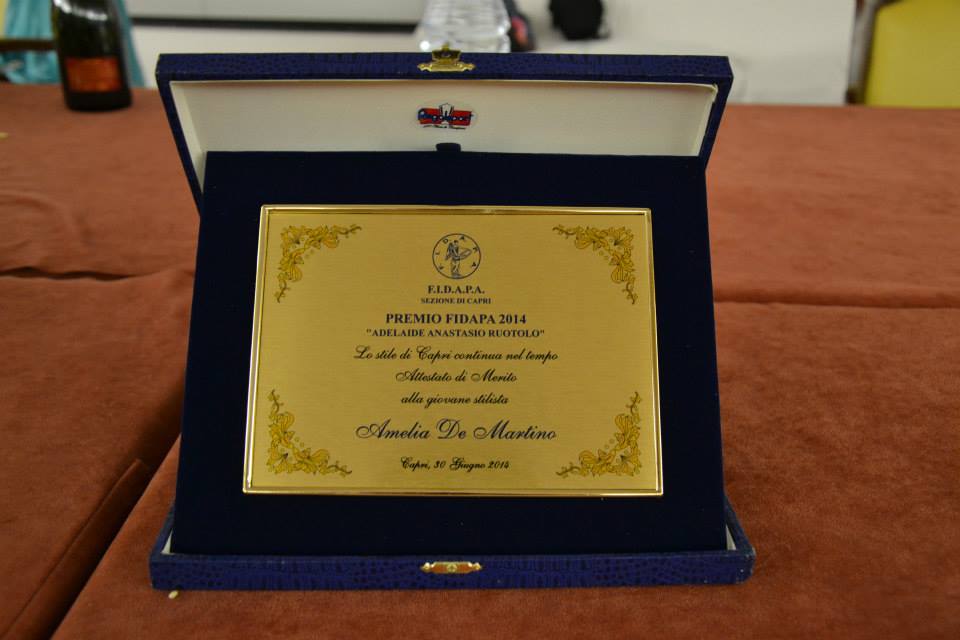 F.I.D.A.P.A.
F.I.D.A.P.A.
SEZIONE DI CAPRI
PREMIO FIDAPA 2014
"ADELAIDE ANASTASIO RUOTOLO"
Lo stile di Capri continua nel tempo
Attestato di Merito
alla giovane stilista
Amelia De Martino
Capri, 30 Giugno 2014